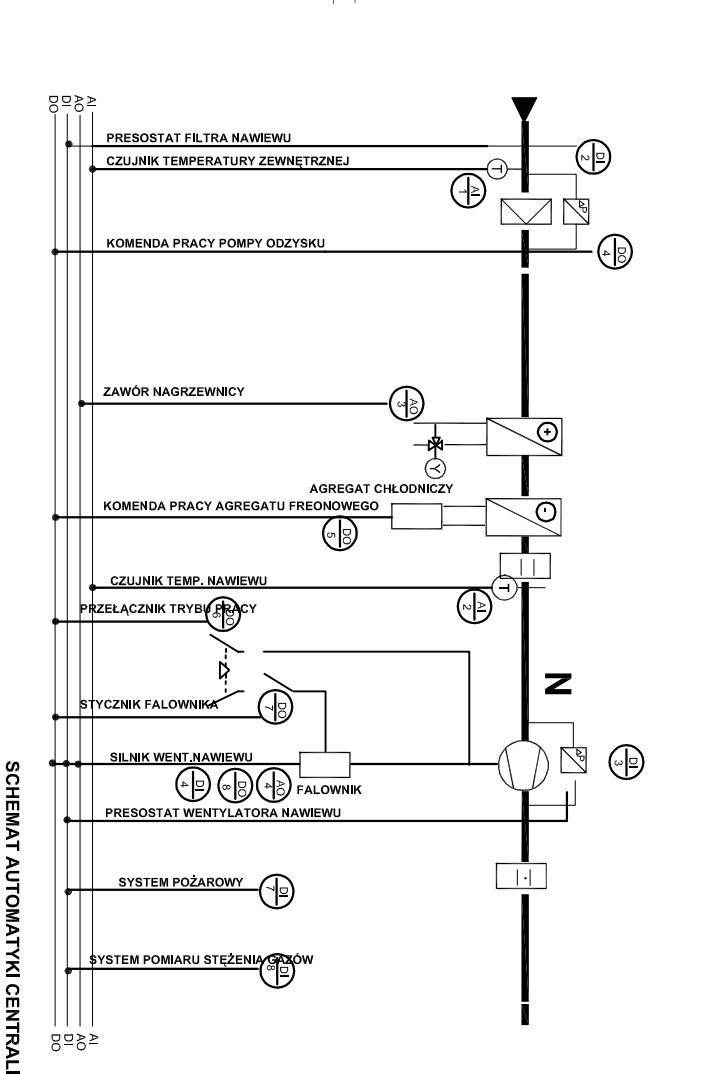 DO DI AO AI
PRESOSTAT FILTRA NAWIEWU
DI 2
CZUJNIK TEMPERATURY ZEWNĘTRZNEJ
T
AI 1
ΔP
KOMENDA PRACY POMPY ODZYSKU
DO 4
ZAWÓR NAGRZEWNICY
AO 3
+
Y
AGREGAT CHŁODNICZY
KOMENDA PRACY AGREGATU FREONOWEGO
-
DO 5
CZUJNIK TEMP. NAWIEWU
T
AI 2
PRZEŁĄCZNIK TRYBU PRACY
DO 6
N
STYCZNIK FALOWNIKA
DO 7
SILNIK WENT.NAWIEWU
ΔP
DI 3
DI 4
DO 8
AO 4
FALOWNIK
PRESOSTAT WENTYLATORA NAWIEWU
SYSTEM POŻAROWY
DI 7
SYSTEM POMIARU STĘŻENIA GAZÓW
DI 8
DO DI AO AI
SCHEMAT AUTOMATYKI CENTRALI